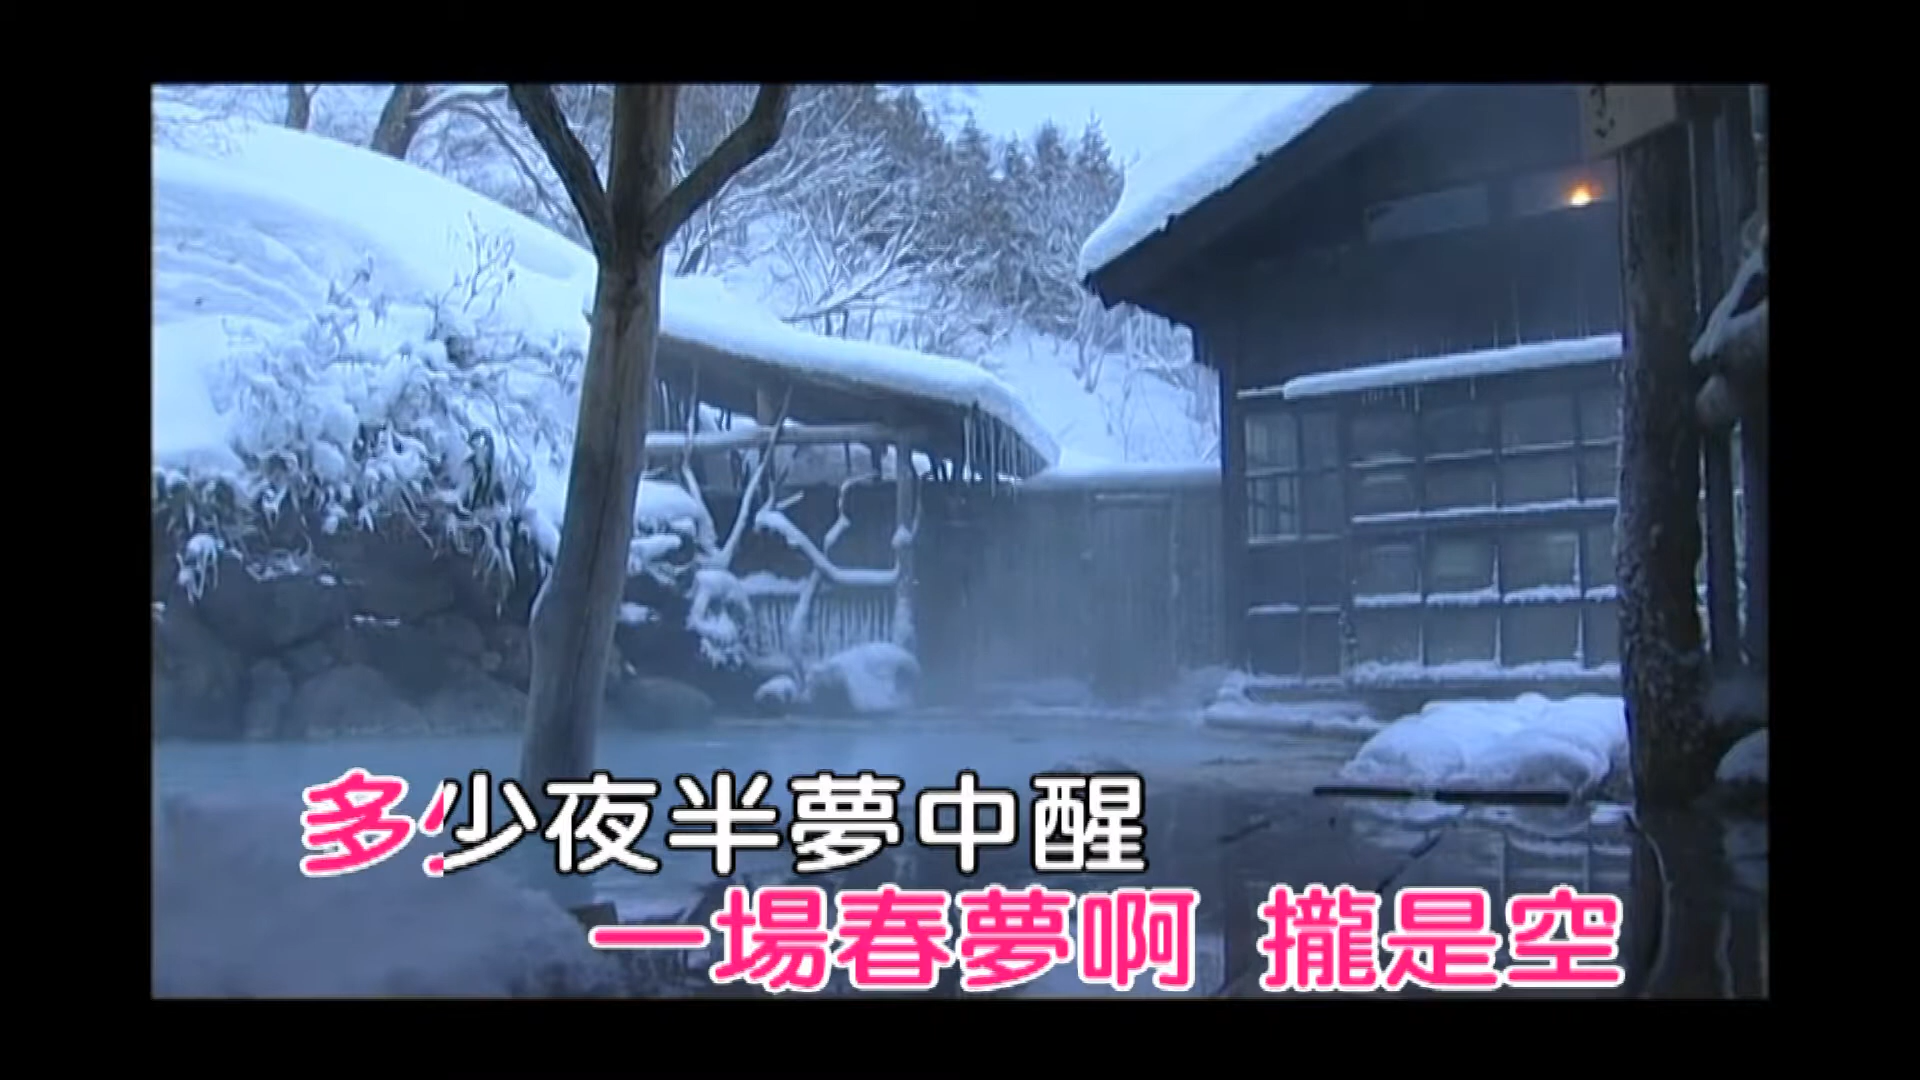 多少夜半夢中醒
一場春夢啊 攏是空